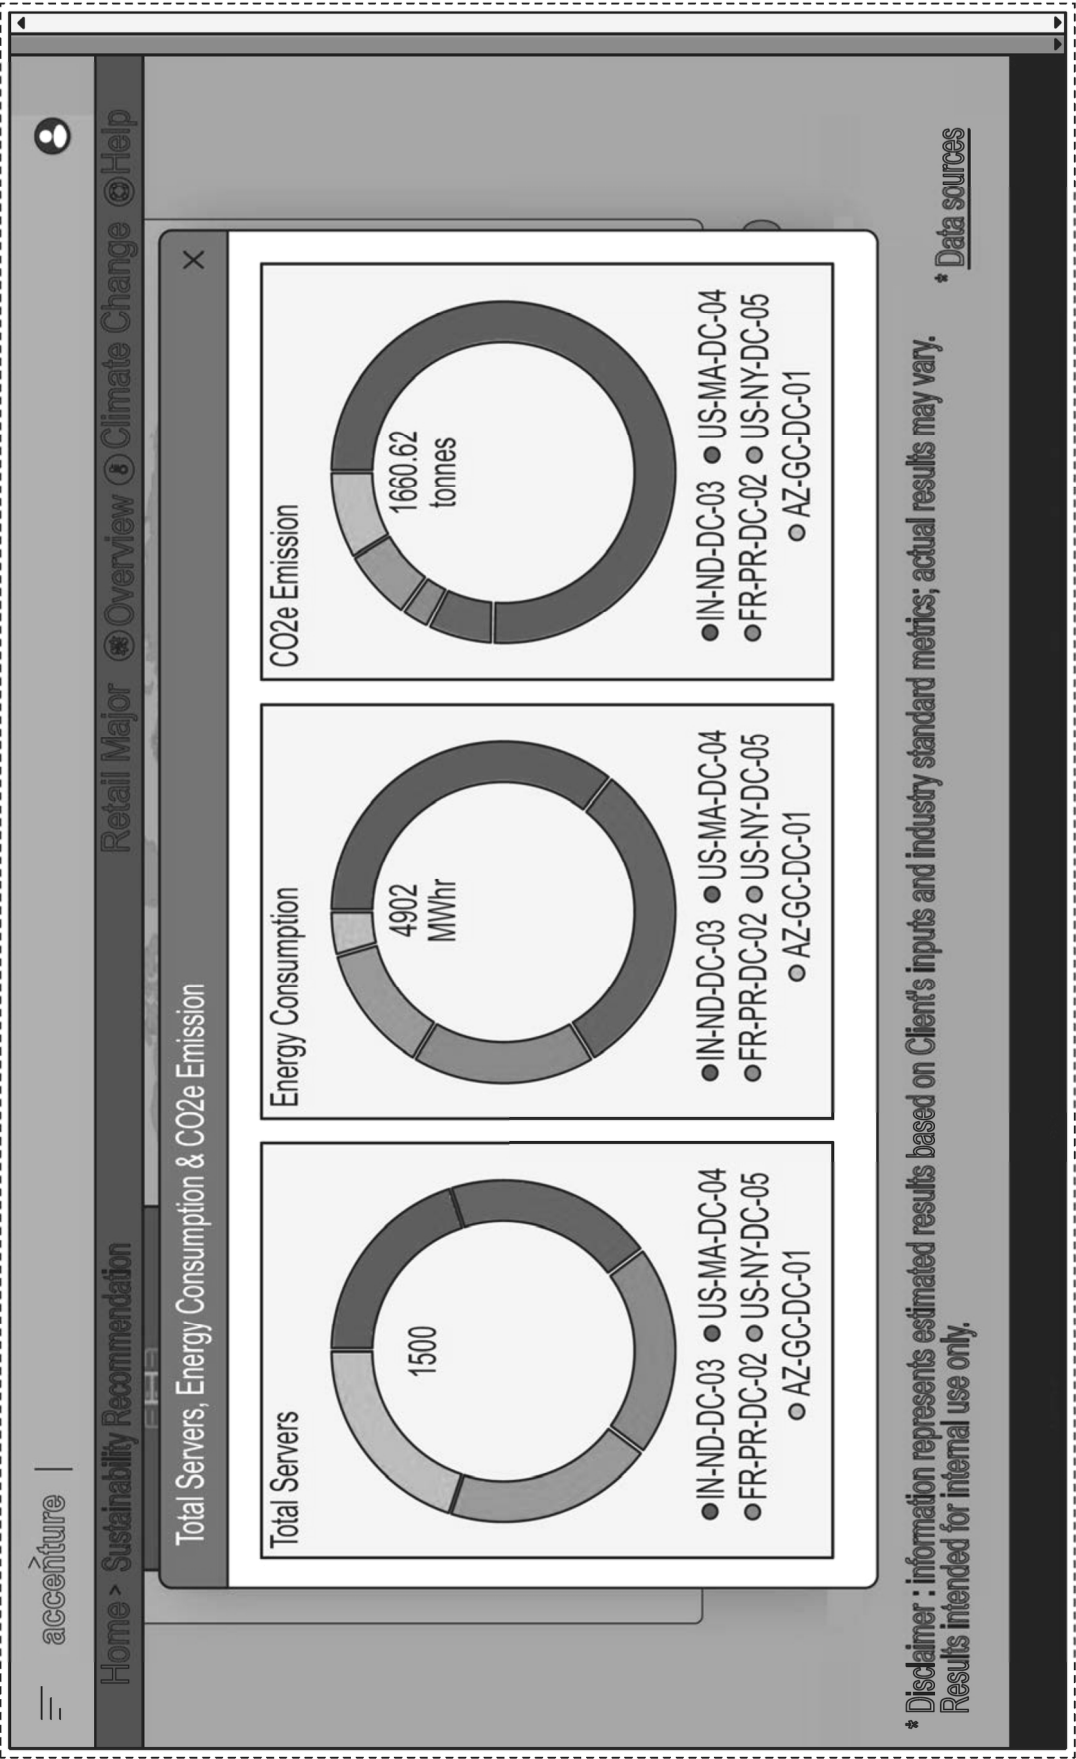 accenture
Home > Sustainability Recommendation
Retail Major
Overview
Climate Change
Help
Total Servers, Energy Consumption & CO2e Emission
X
Total Servers
1500
IN-ND-DC-03
US-MA-DC-04
FR-PR-DC-02
US-NY-DC-05
AZ-GC-DC-01
Energy Consumption
4902
MWhr
IN-ND-DC-03
US-MA-DC-04
FR-PR-DC-02
US-NY-DC-05
AZ-GC-DC-01
CO2e Emission
1660.62
tonnes
IN-ND-DC-03
US-MA-DC-04
FR-PR-DC-02
US-NY-DC-05
AZ-GC-DC-01
* Disclaimer : information represents estimated results based on Client's inputs and industry standard metrics; actual results may vary.
Results intended for internal use only.
* Data sources